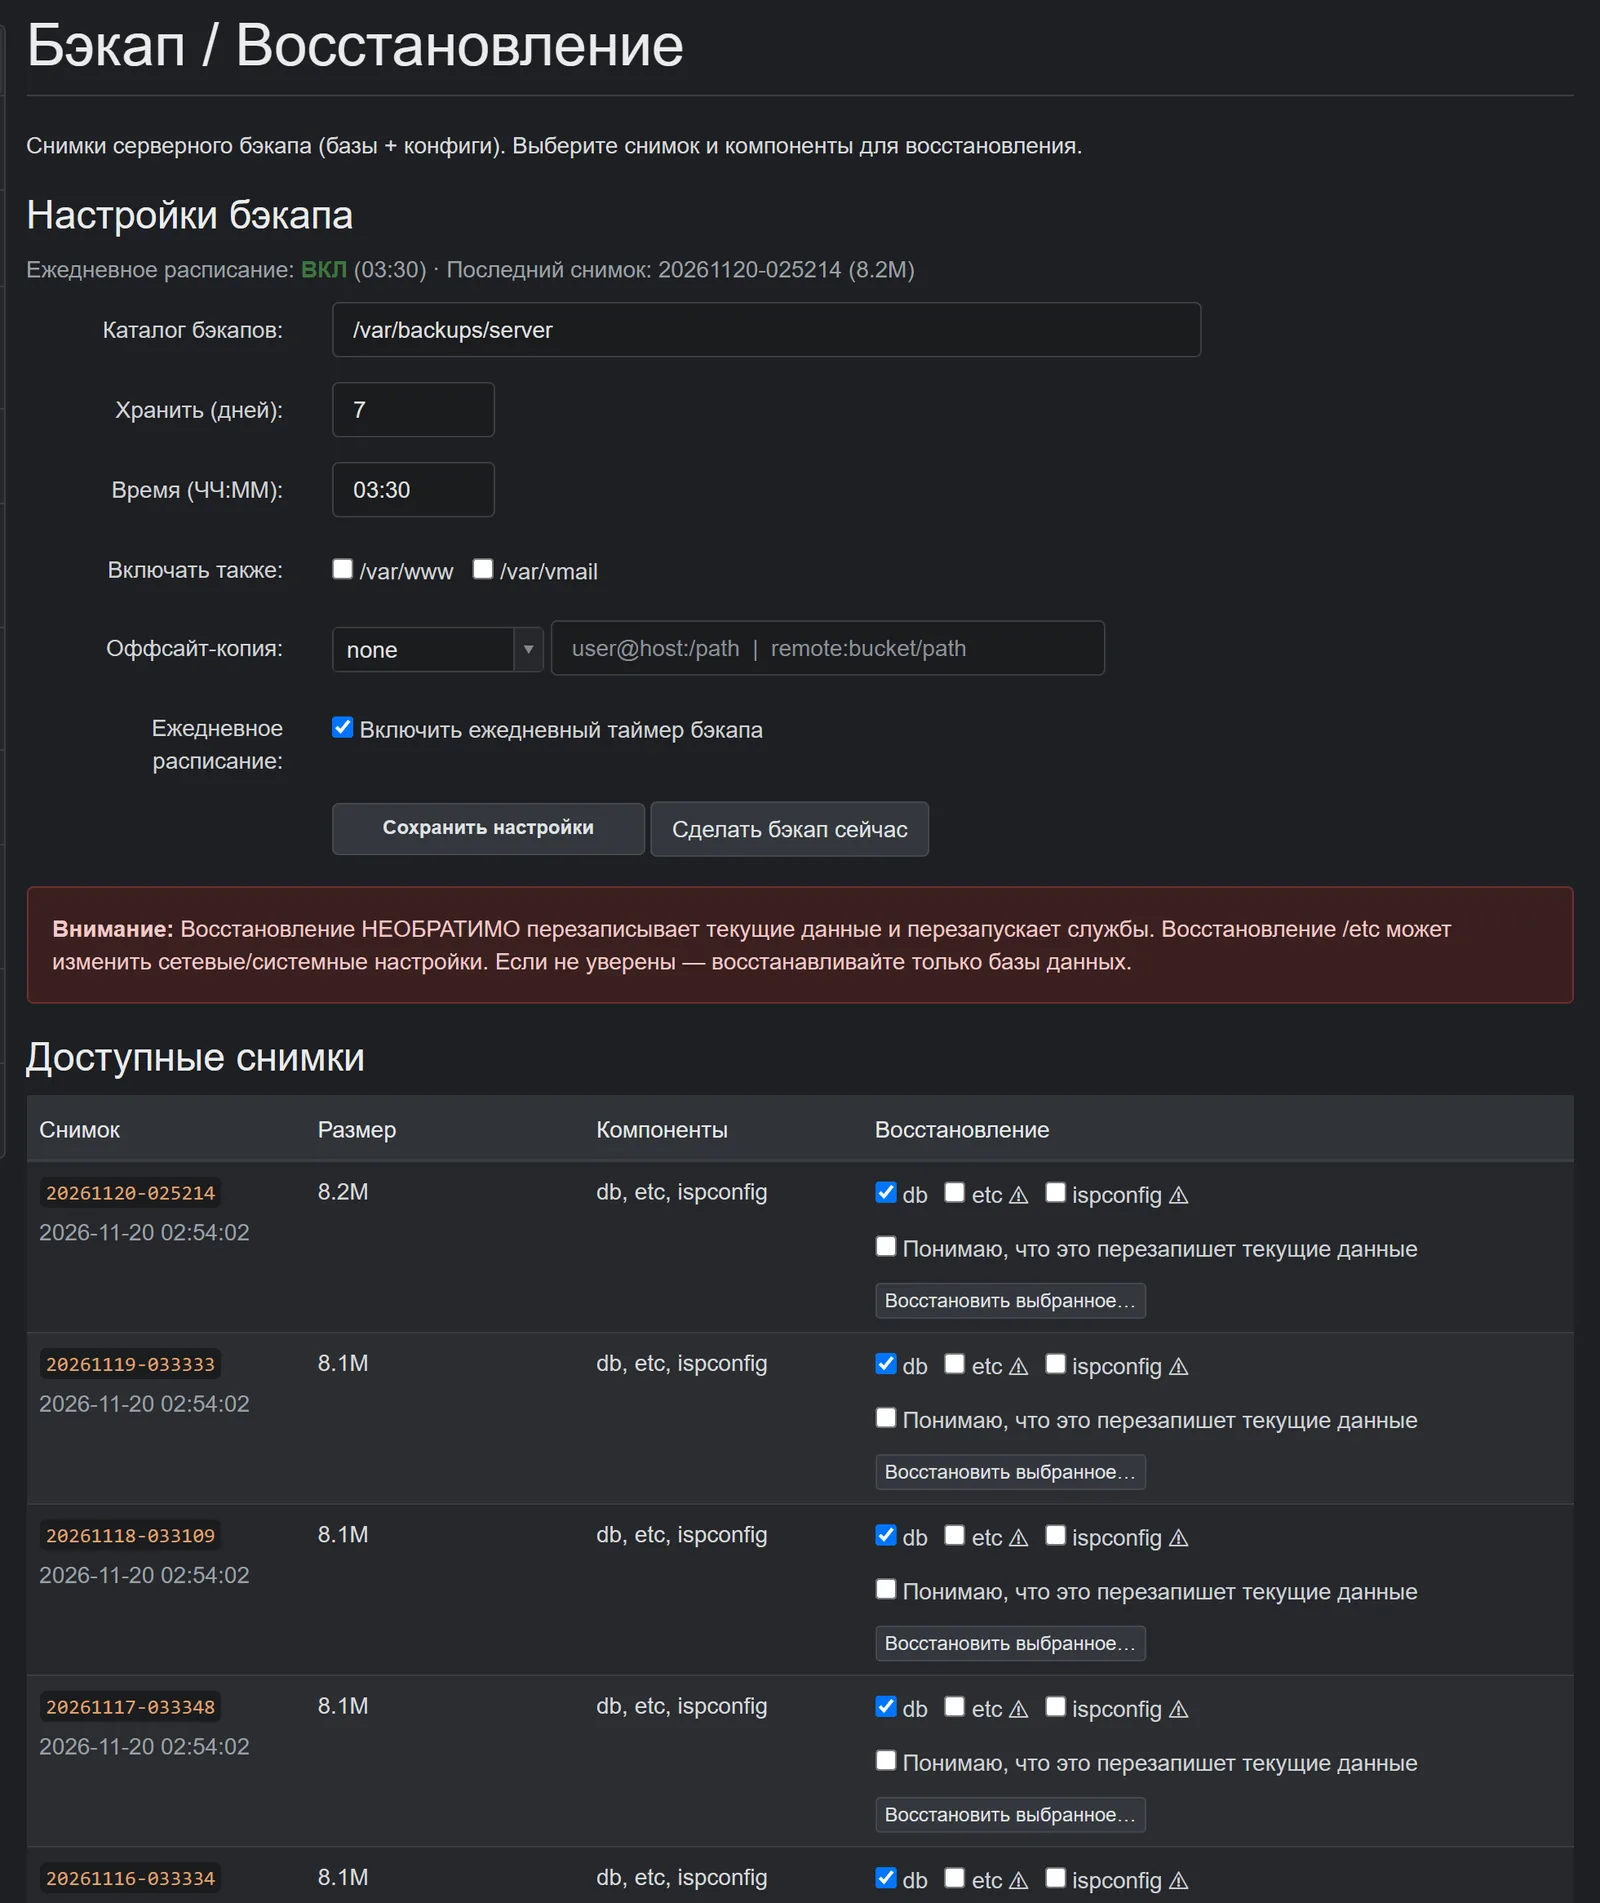 Бэкап / Восстановление
Снимки серверного бэкапа (базы + конфиги). Выберите снимок и компоненты для восстановления.
Настройки бэкапа
Ежедневное расписание: ВКЛ (03:30) · Последний снимок: 20261120-025214 (8.2M)
Каталог бэкапов: /var/backups/server
Хранить (дней): 7
Время (ЧЧ:ММ): 03:30
Включать также: /var/www /var/vmail
Оффсайт-копия: none user@host:/path | remote:bucket/path
Ежедневное расписание: Включить ежедневный таймер бэкапа
Сохранить настройки Сделать бэкап сейчас
Внимание: Восстановление НЕОБРАТИМО перезаписывает текущие данные и перезапускает службы. Восстановление /etc может
изменить сетевые/системные настройки. Если не уверены — восстанавливайте только базы данных.
Доступные снимки
Снимок Размер Компоненты Восстановление
20261120-025214 8.2M db, etc, ispconfig db etc ⚠ ispconfig ⚠
2026-11-20 02:54:02
Понимаю, что это перезапишет текущие данные
Восстановить выбранное…
20261119-033333 8.1M db, etc, ispconfig db etc ⚠ ispconfig ⚠
2026-11-20 02:54:02
Понимаю, что это перезапишет текущие данные
Восстановить выбранное…
20261118-033109 8.1M db, etc, ispconfig db etc ⚠ ispconfig ⚠
2026-11-20 02:54:02
Понимаю, что это перезапишет текущие данные
Восстановить выбранное…
20261117-033348 8.1M db, etc, ispconfig db etc ⚠ ispconfig ⚠
2026-11-20 02:54:02
Понимаю, что это перезапишет текущие данные
Восстановить выбранное…
20261116-033334 8.1M db, etc, ispconfig db etc ⚠ ispconfig ⚠